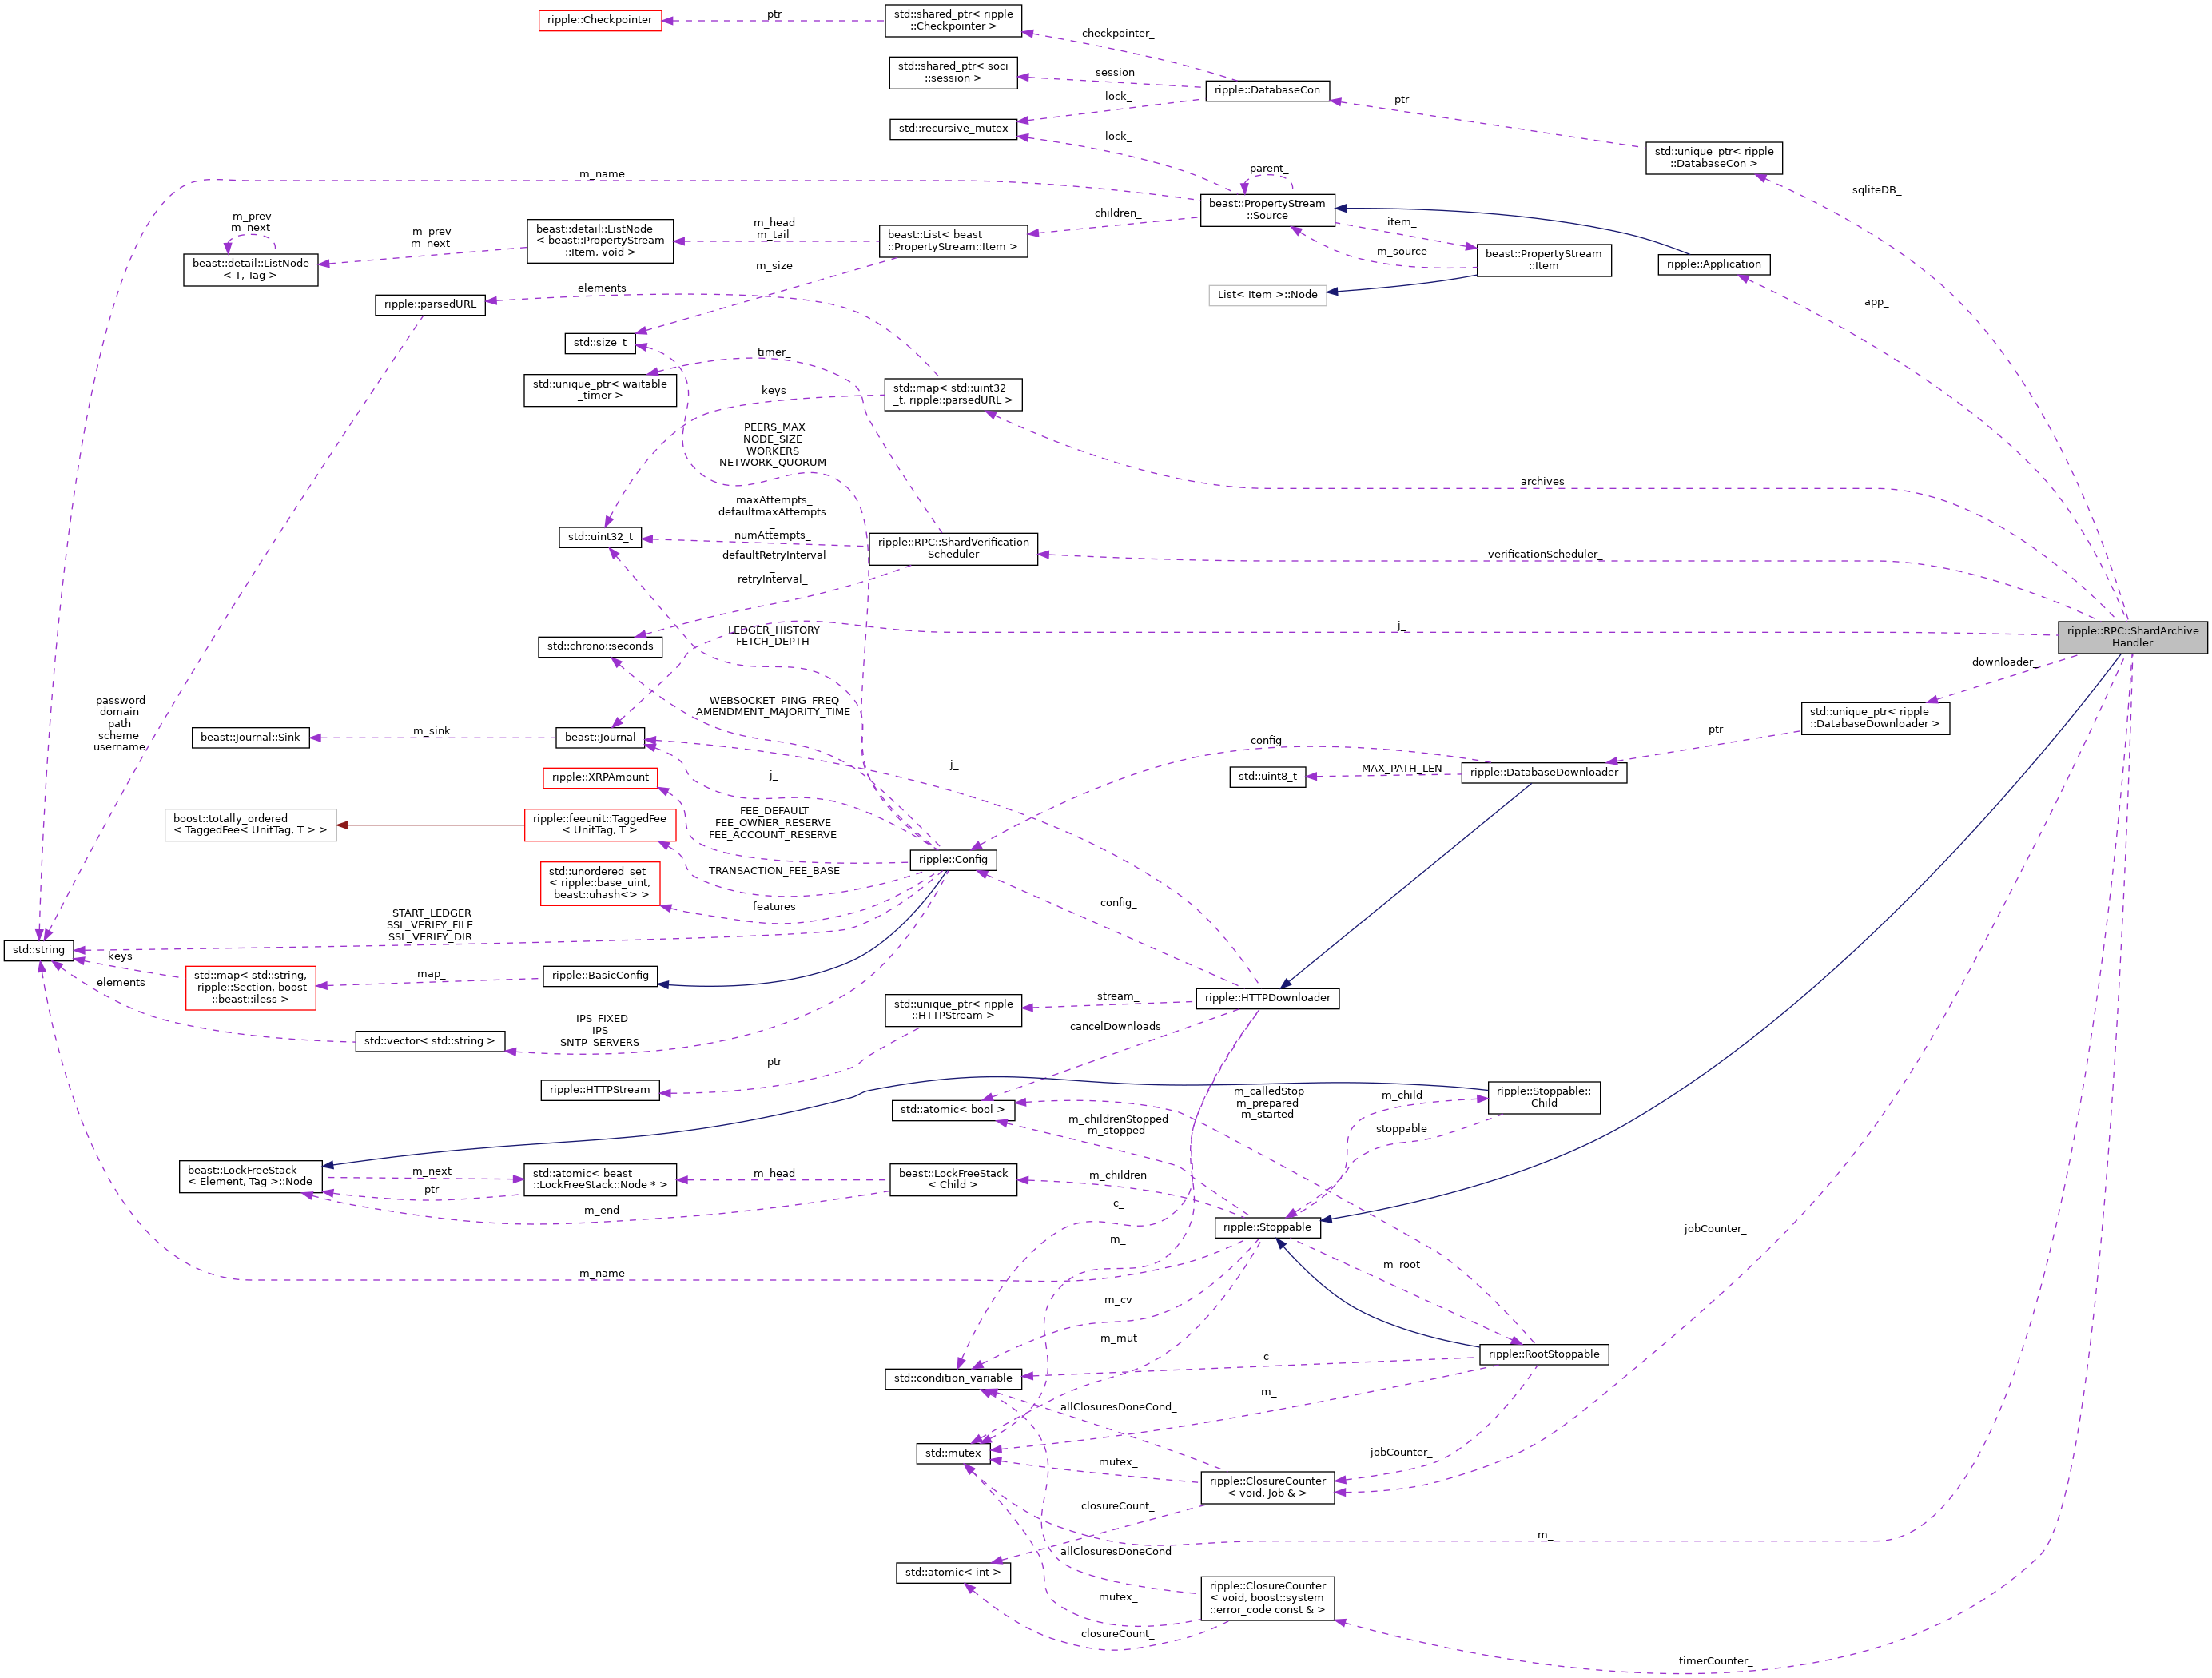 ripple::Checkpointer
ptr
std::shared_ptr< ripple
::Checkpointer >
checkpointer_
std::shared_ptr< soci
::session >
session_
ripple::DatabaseCon
lock_
ptr
std::recursive_mutex
lock_
std::unique_ptr< ripple
::DatabaseCon >
sqliteDB_
m_name
parent_
beast::PropertyStream
::Source
m_prev
m_next
beast::detail::ListNode
< T, Tag >
m_prev
m_next
beast::detail::ListNode
< beast::PropertyStream
::Item, void >
m_head
m_tail
beast::List< beast
::PropertyStream::Item >
children_
item_
m_source
beast::PropertyStream
::Item
ripple::Application
m_size
List< Item >::Node
app_
ripple::parsedURL
elements
std::size_t
timer_
std::unique_ptr< waitable
_timer >
keys
std::map< std::uint32
_t, ripple::parsedURL >
PEERS_MAX
NODE_SIZE
WORKERS
NETWORK_QUORUM
archives_
maxAttempts_
defaultmaxAttempts
_
numAttempts_
std::uint32_t
ripple::RPC::ShardVerification
Scheduler
verificationScheduler_
defaultRetryInterval
_
retryInterval_
LEDGER_HISTORY
FETCH_DEPTH
j_
ripple::RPC::ShardArchive
Handler
std::chrono::seconds
downloader_
password
domain
path
scheme
username
WEBSOCKET_PING_FREQ
AMENDMENT_MAJORITY_TIME
std::unique_ptr< ripple
::DatabaseDownloader >
ptr
beast::Journal::Sink
m_sink
beast::Journal
config_
j_
MAX_PATH_LEN
std::uint8_t
ripple::DatabaseDownloader
ripple::XRPAmount
j_
boost::totally_ordered
< TaggedFee< UnitTag, T > >
ripple::feeunit::TaggedFee
< UnitTag, T >
FEE_DEFAULT
FEE_OWNER_RESERVE
FEE_ACCOUNT_RESERVE
ripple::Config
TRANSACTION_FEE_BASE
std::unordered_set
< ripple::base_uint,
beast::uhash<> >
features
config_
START_LEDGER
SSL_VERIFY_FILE
SSL_VERIFY_DIR
std::string
keys
std::map< std::string,
ripple::Section, boost
::beast::iless >
map_
ripple::BasicConfig
elements
std::vector< std::string >
IPS_FIXED
IPS
SNTP_SERVERS
std::unique_ptr< ripple
::HTTPStream >
stream_
ripple::HTTPDownloader
cancelDownloads_
ptr
ripple::HTTPStream
std::atomic< bool >
m_calledStop
m_prepared
m_started
m_child
ripple::Stoppable::
Child
m_childrenStopped
m_stopped
stoppable
beast::LockFreeStack
< Element, Tag >::Node
m_next
ptr
std::atomic< beast
::LockFreeStack::Node * >
m_head
beast::LockFreeStack
< Child >
m_children
m_end
c_
ripple::Stoppable
jobCounter_
m_
m_name
m_root
m_cv
m_mut
c_
ripple::RootStoppable
std::condition_variable
m_
allClosuresDoneCond_
std::mutex
jobCounter_
mutex_
ripple::ClosureCounter
< void, Job & >
closureCount_
m_
allClosuresDoneCond_
std::atomic< int >
mutex_
ripple::ClosureCounter
< void, boost::system
::error_code const & >
closureCount_
timerCounter_